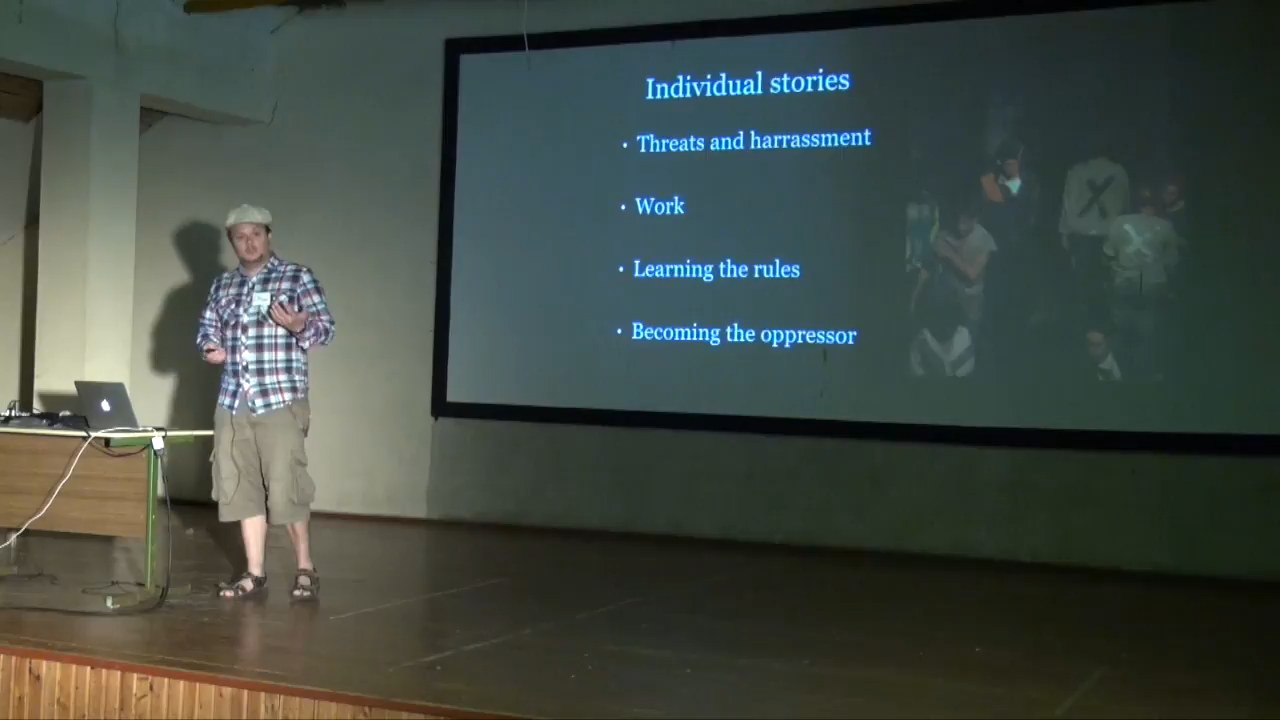 Individual stories
· Threats and harrassment
· Work
· Learning the rules
· Becoming the oppressor